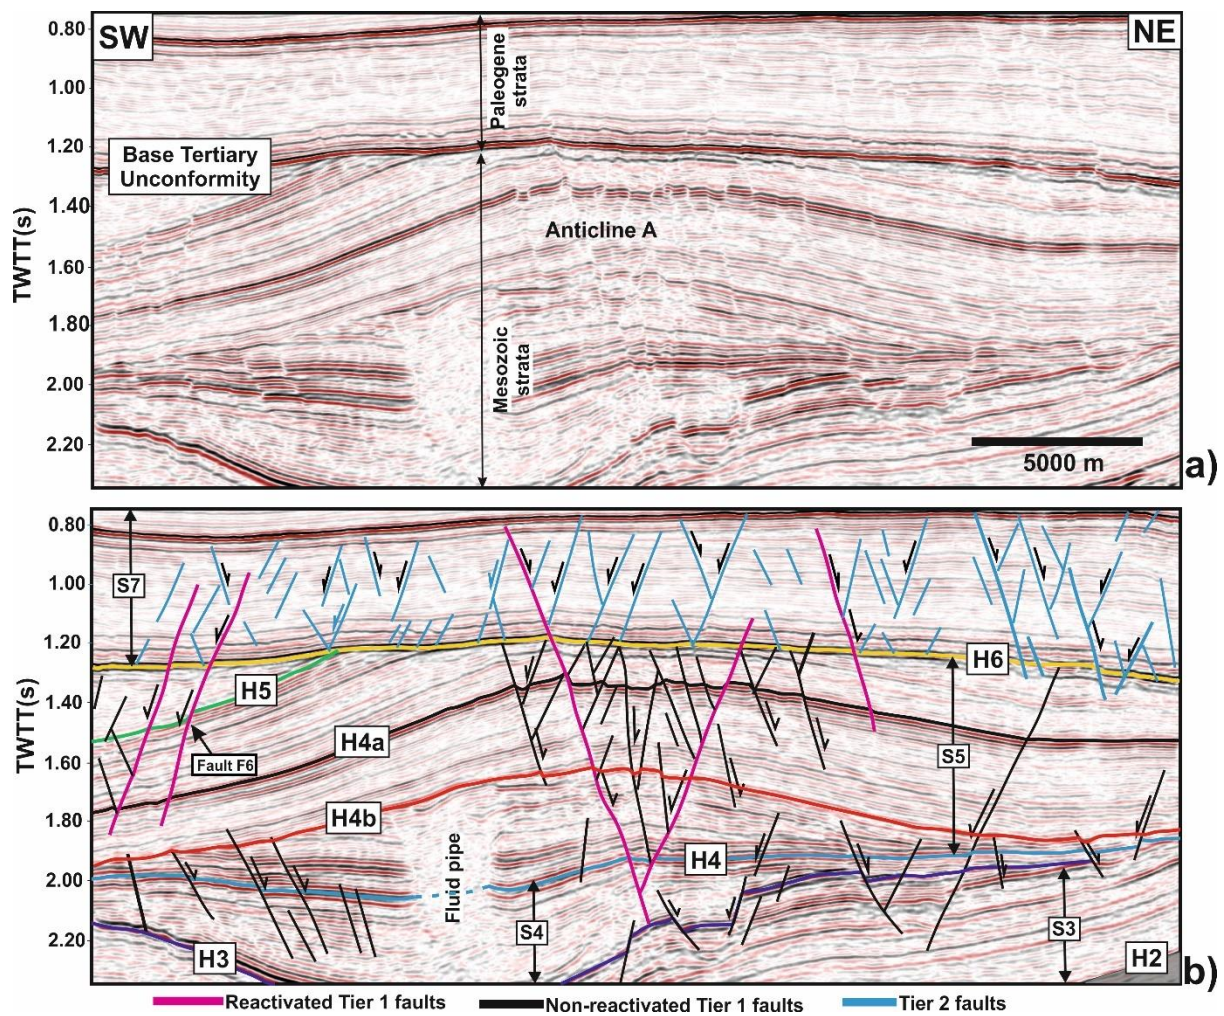 SW
NE
0.80
1.00
1.20
1.40
1.60
1.80
2.00
2.20
TWTT(s)
Paleogene
strata
Base Tertiary
Unconformity
Anticline A
Mesozoic
strata
5000 m
a)
0.80
1.00
1.20
1.40
1.60
1.80
2.00
2.20
TWTT(s)
S7
H6
H5
Fault F6
H4a
S5
H4b
H4
Fluid pipe
S4
S3
H3
H2
b)
Reactivated Tier 1 faults
Non-reactivated Tier 1 faults
Tier 2 faults